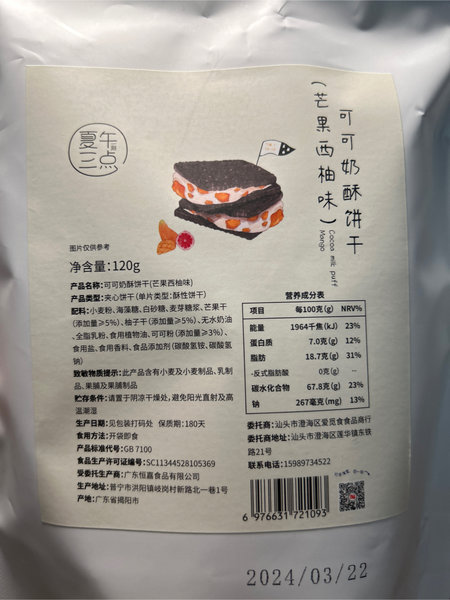 可可奶酥饼干
(芒果西柚味)
Cocoa milk puff
Mango
夏午
三点
图片仅供参考
净含量:120g
产品名称:可可奶酥饼干(芒果西柚味)
产品类型:夹心饼干(单片类型:酥性饼干)
配料:小麦粉、海藻糖、白砂糖、麦芽糖浆、芒果干
(添加量≥5%)、柚子干(添加量≥5%)、无水奶油
、全脂乳粉、食用植物油、可可粉(添加量≥3%)、
食用盐、食用香料、食品添加剂(碳酸氢铵、碳酸氢
钠)
致敏物质提示:此产品含有小麦及小麦制品、乳制
品、果脯及果脯制品
贮存条件:请置于阴凉干燥处,避免阳光直射及高
温潮湿
生产日期:见包装打码处 保质期:180天
食用方法:开袋即食
产品标准代号:GB 7100
食品生产许可证编号:SC11344528105369
受委托生产商:广东恒嘉食品有限公司
生产地址:普宁市洪阳镇岐岗村新路北一巷1号
产地:广东省揭阳市
营养成分表
项目 每100克(g) NRV%
能量 1964千焦(kJ) 23%
蛋白质 7.0克(g) 12%
脂肪 18.7克(g) 31%
-反式脂肪酸 0克(g) --
碳水化合物 67.8克(g) 23%
钠 267毫克(mg) 13%
委托商:汕头市澄海区爱觅食食品商行
委托商地址:汕头市澄海区莲华镇东铁
路21号
联系电话:15989734522
6 976631 721093
2024/03/22